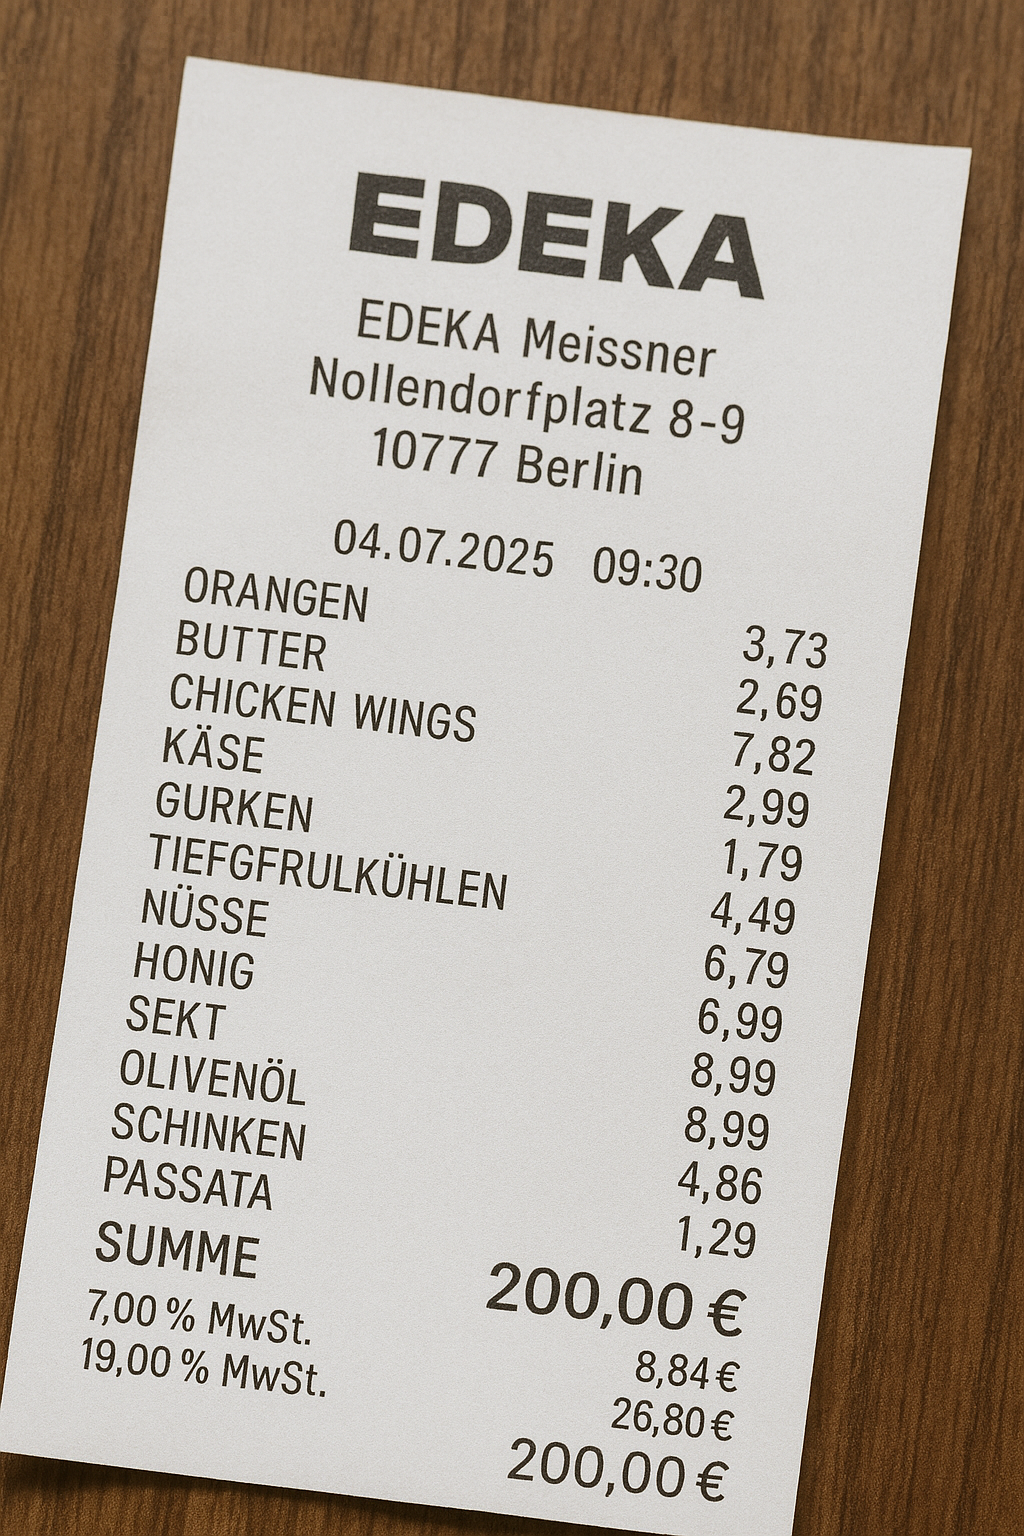 EDEKA
EDEKA Meissner
Nollendorfplatz 8-9
10777 Berlin
04.07.2025 09:30
ORANGEN 3,73
BUTTER 2,69
CHICKEN WINGS 7,82
KÄSE 2,99
GURKEN 1,79
TIEFGFRULKÜHLEN 4,49
NÜSSE 6,79
HONIG 6,99
SEKT 8,99
OLIVENÖL 8,99
SCHINKEN 4,86
PASSATA 1,29
SUMME 200,00 €
7,00 % MwSt. 8,84 €
19,00 % MwSt. 26,80 €
200,00 €